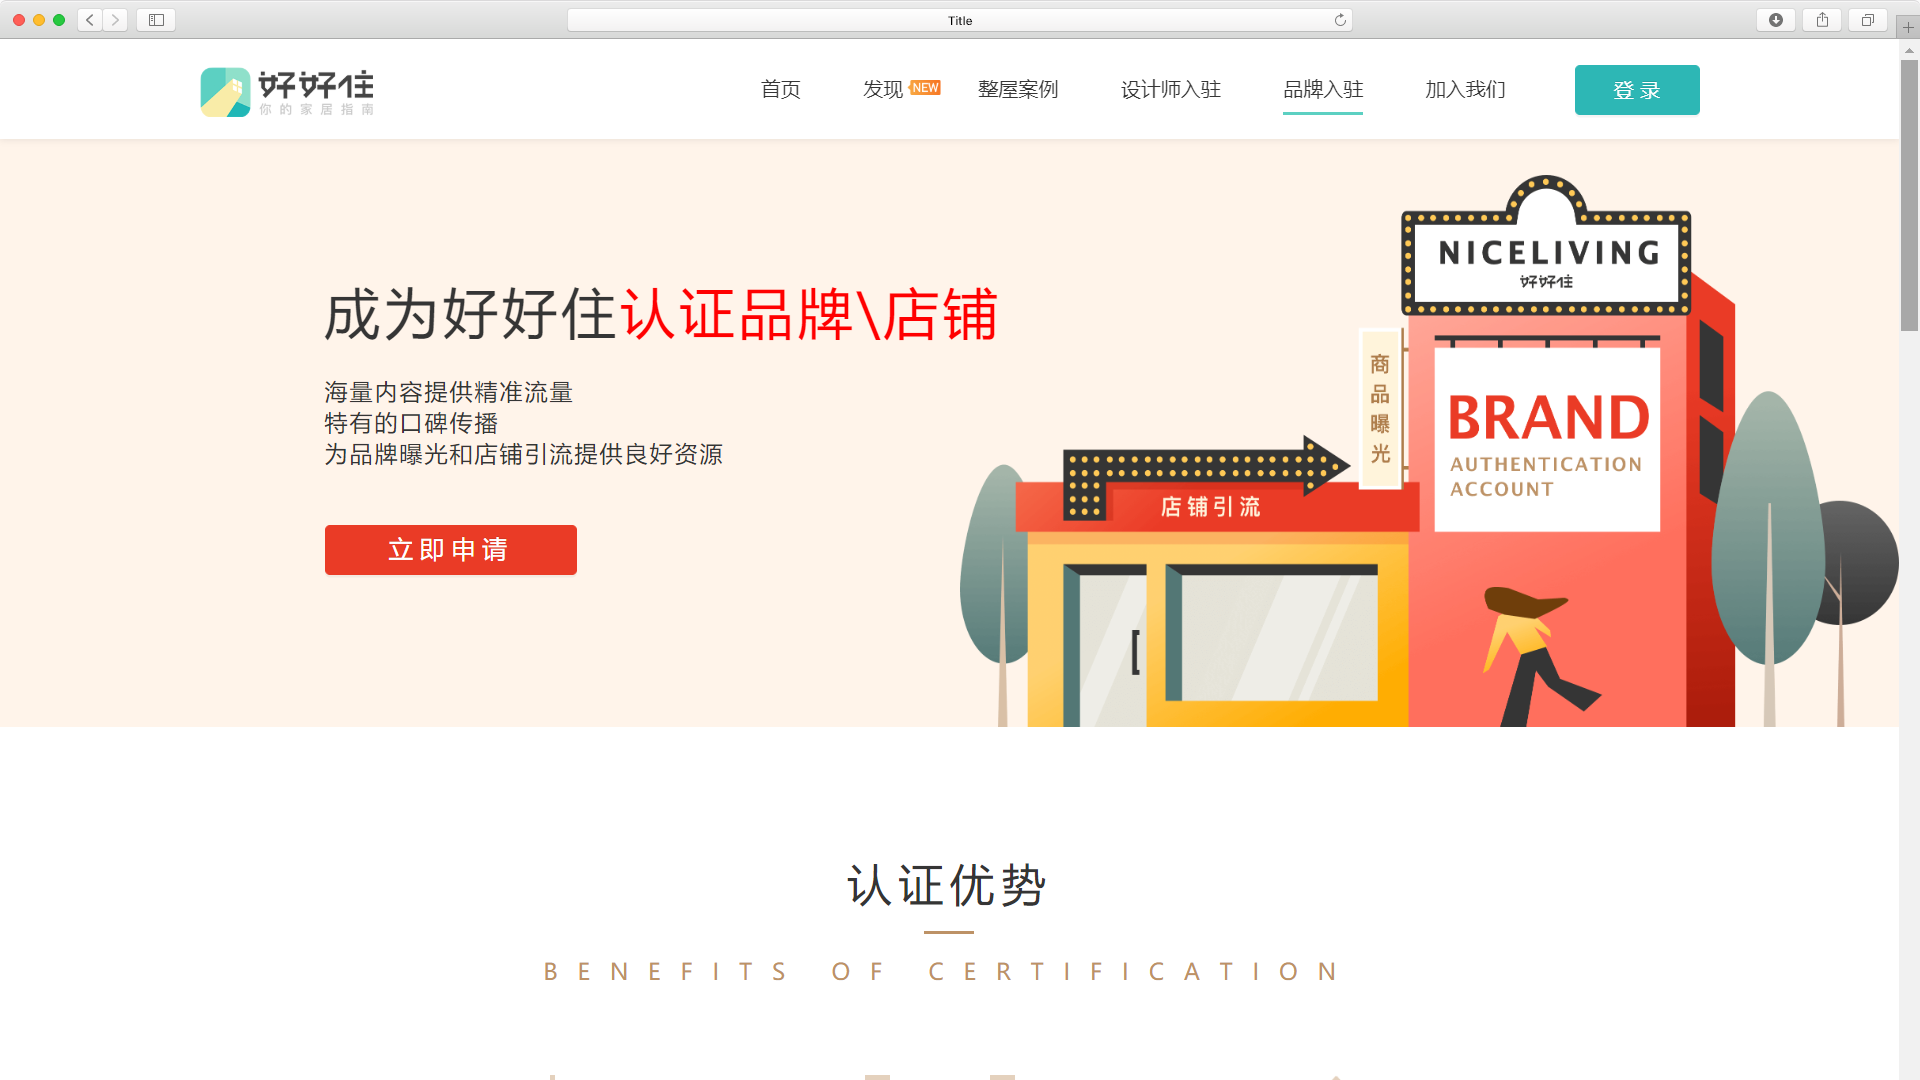 Title
好好住
你的家居指南
首页 发现 NEW 整屋案例 设计师入驻 品牌入驻 加入我们 登录
NICELIVING
好好住
成为好好住认证品牌\店铺
海量内容提供精准流量
特有的口碑传播
为品牌曝光和店铺引流提供良好资源
立即申请
商品曝光
BRAND
AUTHENTICATION
ACCOUNT
店铺引流
认证优势
BENEFITS OF CERTIFICATION